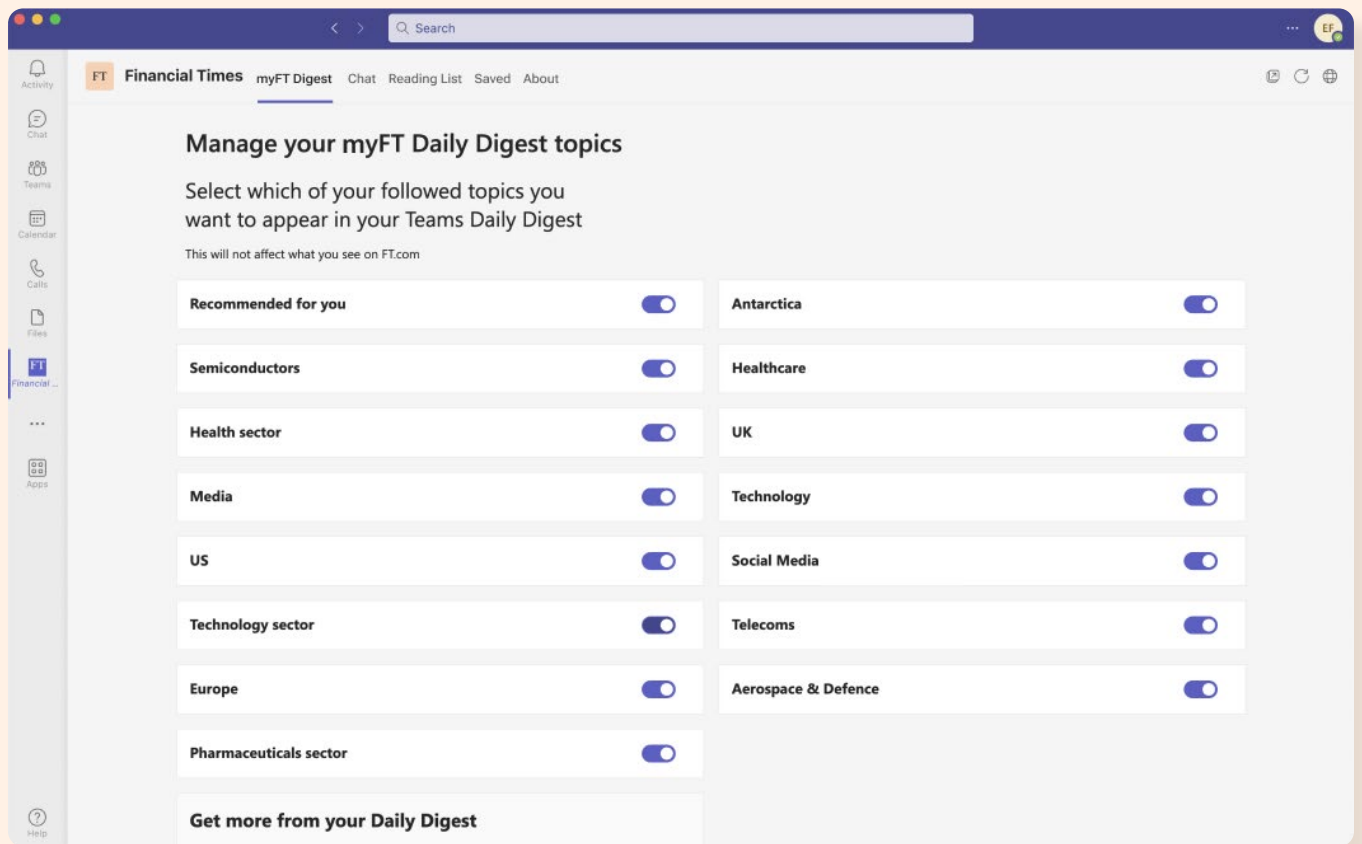 Search
...
EF
Activity
Chat
Teams
Calendar
Calls
Files
FT
Financial ...
...
Apps
Help
FT Financial Times myFT Digest Chat Reading List Saved About
Manage your myFT Daily Digest topics
Select which of your followed topics you
want to appear in your Teams Daily Digest
This will not affect what you see on FT.com
Recommended for you
Antarctica
Semiconductors
Healthcare
Health sector
UK
Media
Technology
US
Social Media
Technology sector
Telecoms
Europe
Aerospace & Defence
Pharmaceuticals sector
Get more from your Daily Digest